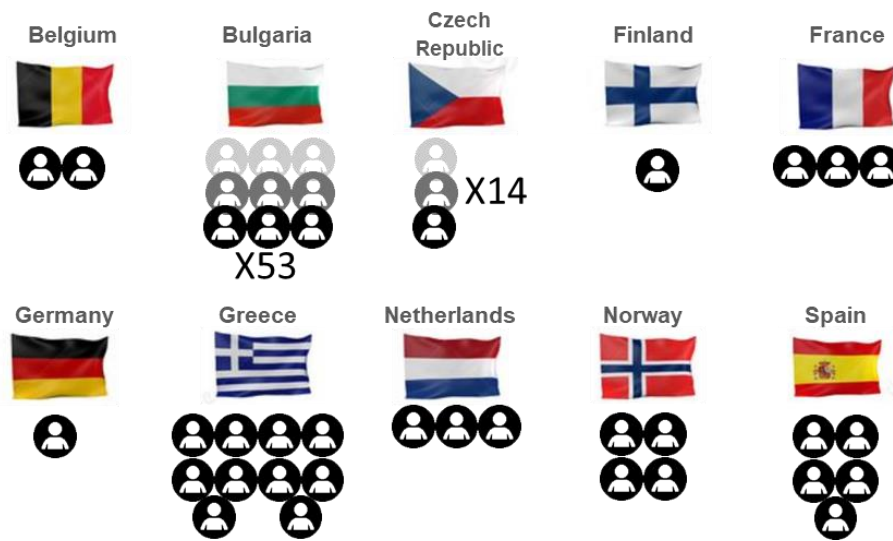 Belgium
Bulgaria
Czech
Republic
Finland
France
X14
X53
Germany
Greece
Netherlands
Norway
Spain